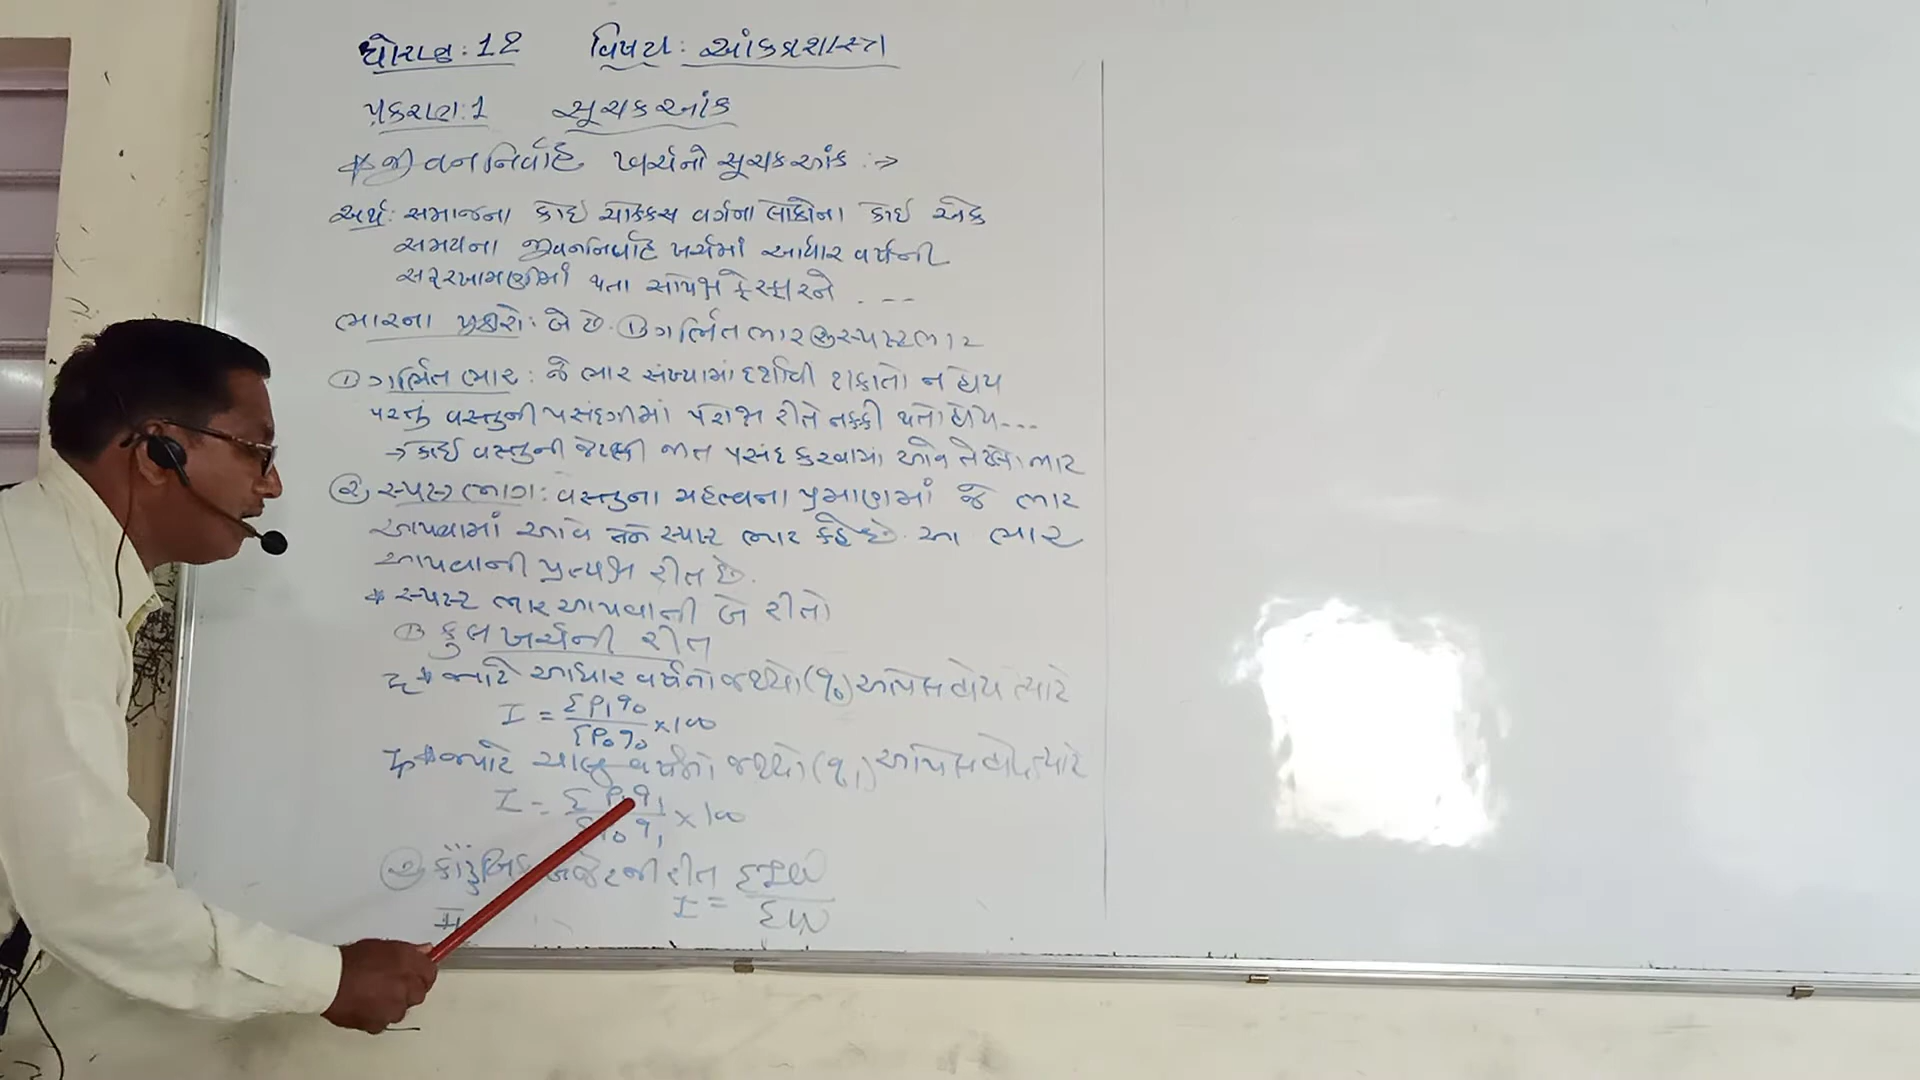 ધોરણ: 12 વિષય: આંકડાશાસ્ત્ર
પ્રકરણ: 1 સૂચકઆંક
* જીવનનિર્વાહ ખર્ચનો સૂચકઆંક :→
અર્થ: સમાજના કોઈ ચોક્કસ વર્ગના લોકોના કોઈ એક
સમયના જીવનનિર્વાહ ખર્ચમાં આધાર વર્ષની
સરખામણીમાં થતા સાપેક્ષ ફેરફારને . ---
ભારના પ્રકારો: બે છે. ① ગર્ભિત ભાર ② સ્પષ્ટ ભાર
① ગર્ભિત ભાર: જે ભાર સંખ્યામાં દર્શાવી શકાતો ન હોય
પરતું વસ્તુની પસંદગીમાં પરોક્ષ રીતે નક્કી થતો હોય---
→ કોઈ વસ્તુની જેટલી જાત પસંદ કરવામાં આવે તેટલો ભાર
② સ્પષ્ટ ભાગ: વસ્તુના મહત્વના પ્રમાણમાં જે ભાર
આપવામાં આવે તેને સ્પષ્ટ ભાર કહે છે. આ ભાર
આપવાની પ્રત્યક્ષ રીત છે.
* સ્પષ્ટ ભાર આપવાની બે રીતો
① કુલ ખર્ચની રીત
* જ્યારે આધાર વર્ષનો જથ્થો (q₀) આપેલ હોય ત્યારે
I = Σp₁q₀ / Σp₀q₀ × 100
* જ્યારે ચાલુ વર્ષનો જથ્થો (q₁) આપેલ હોય ત્યારે
I = Σp₁q₁ / Σp₀q₁ × 100
② કૌટુંબિક બજેટની રીત I = ΣIW / ΣW